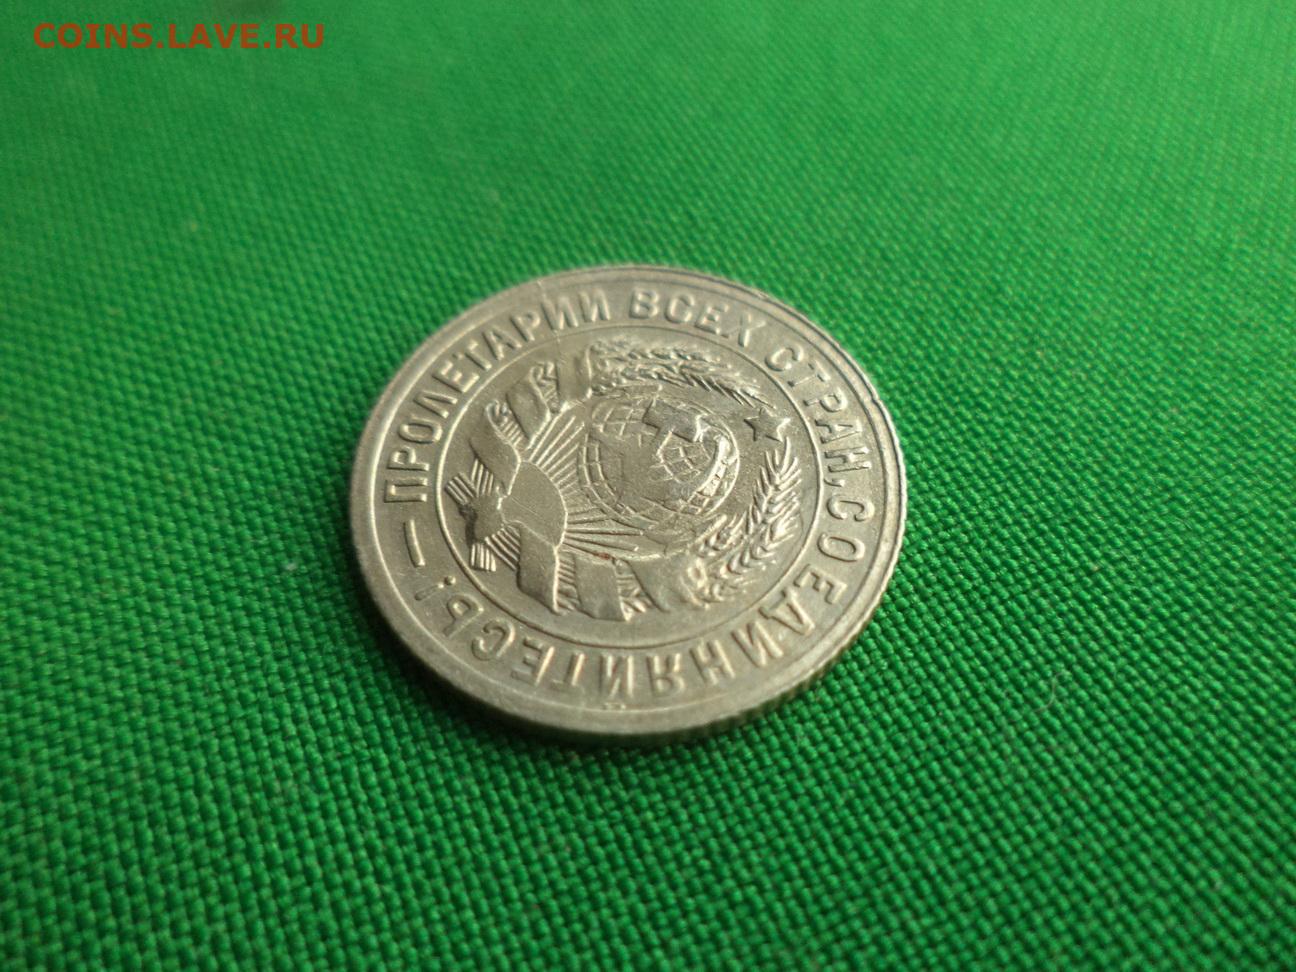 COINS.LAVE.RU
ПРОЛЕТАРИИ ВСЕХ СТРАН, СОЕДИНЯЙТЕСЬ! —